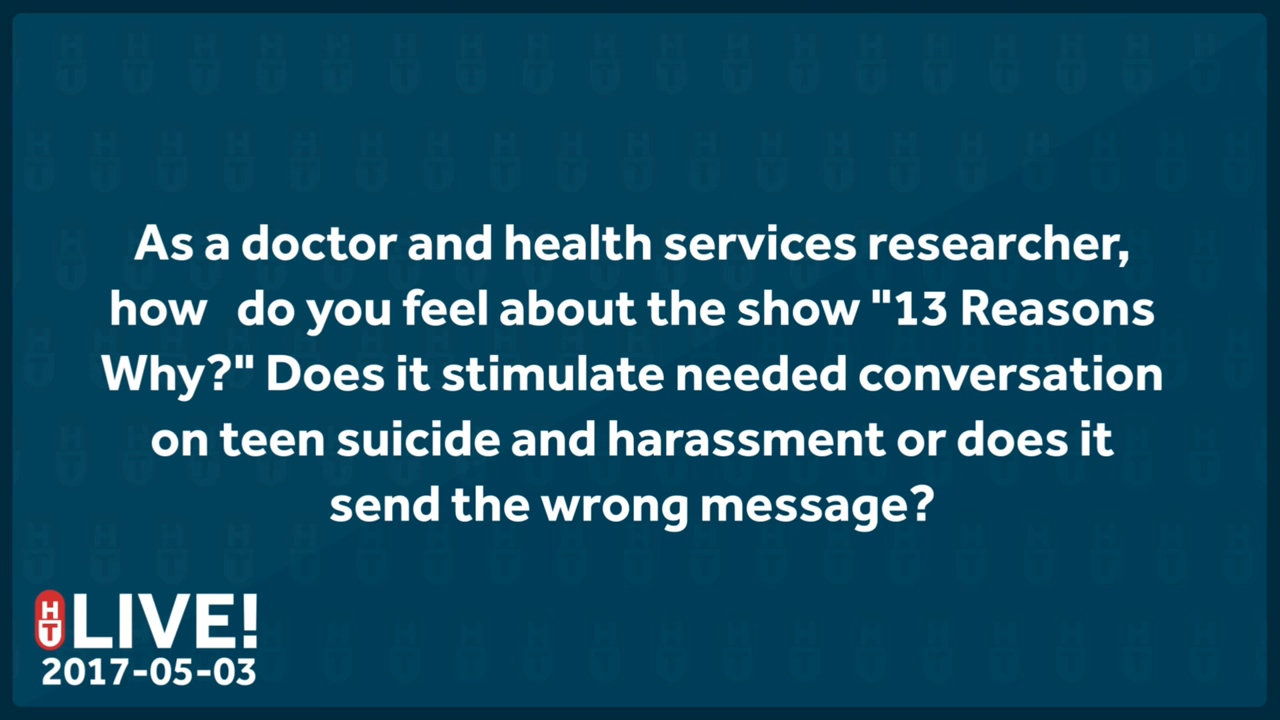 As a doctor and health services researcher,
how do you feel about the show "13 Reasons
Why?" Does it stimulate needed conversation
on teen suicide and harassment or does it
send the wrong message?
HT LIVE!
2017-05-03